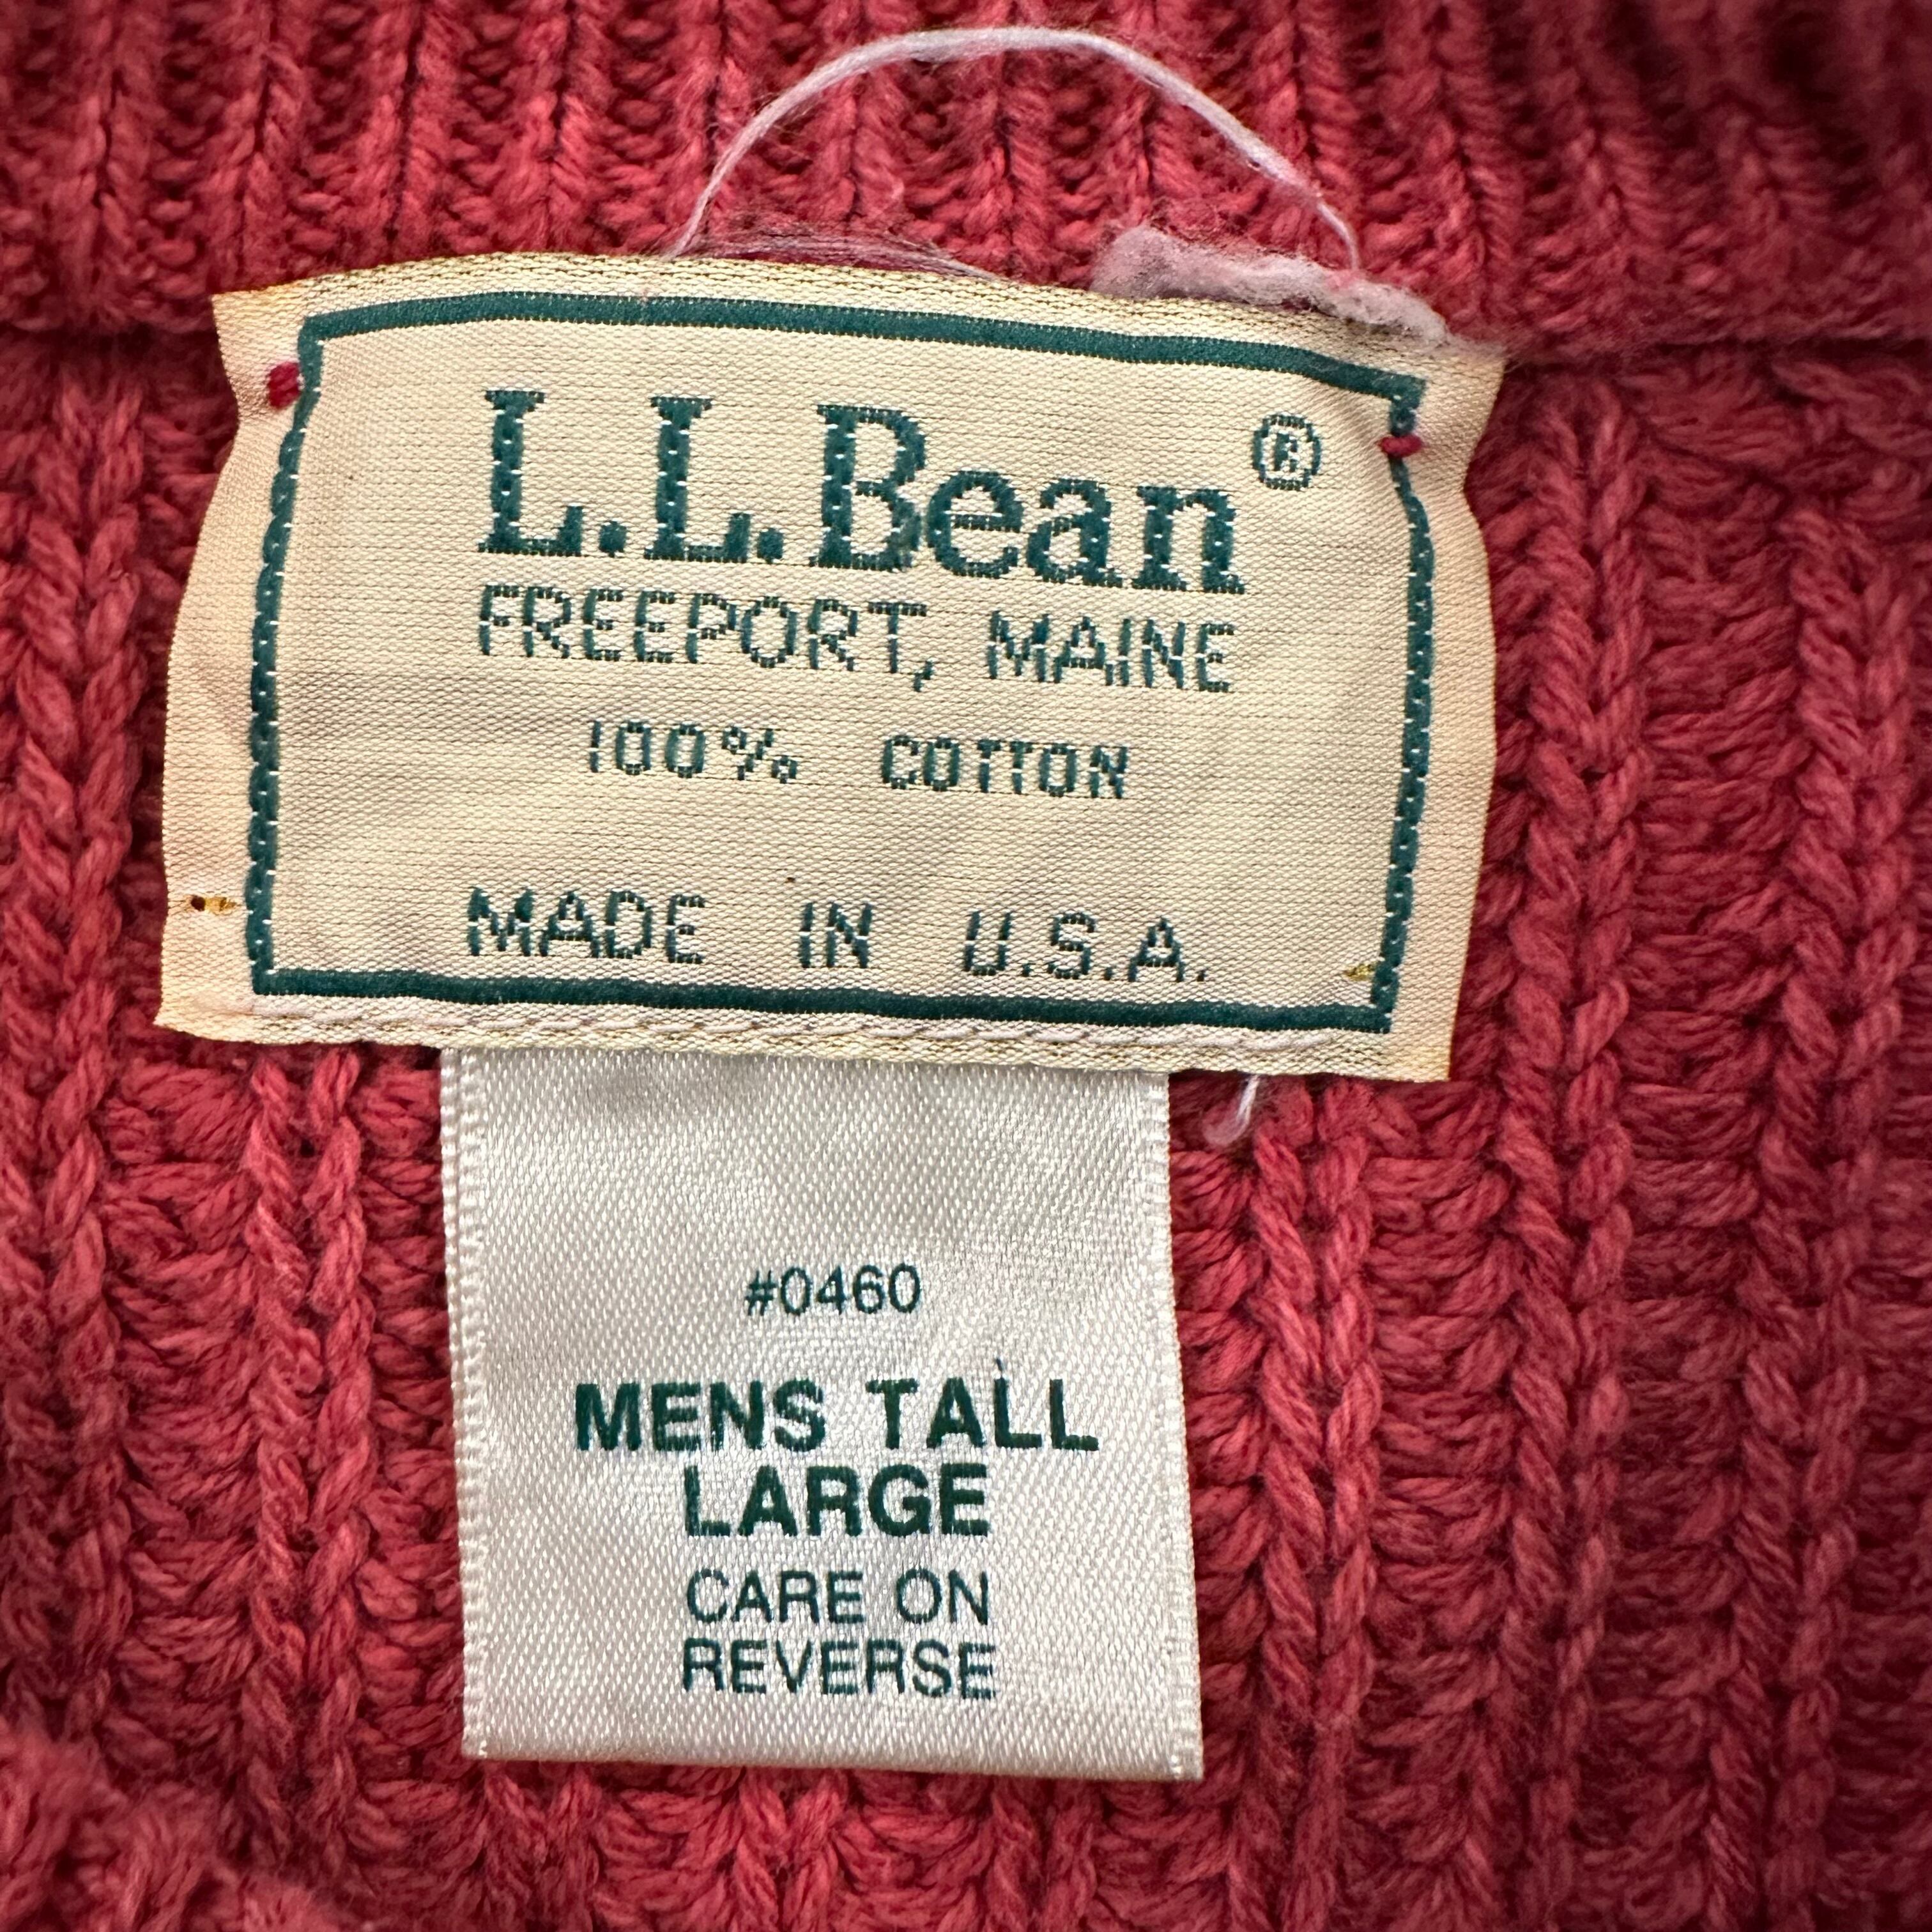 L.L.Bean®
FREEPORT, MAINE
100% COTTON
MADE IN U.S.A.
#0460
MENS TALL
LARGE
CARE ON
REVERSE